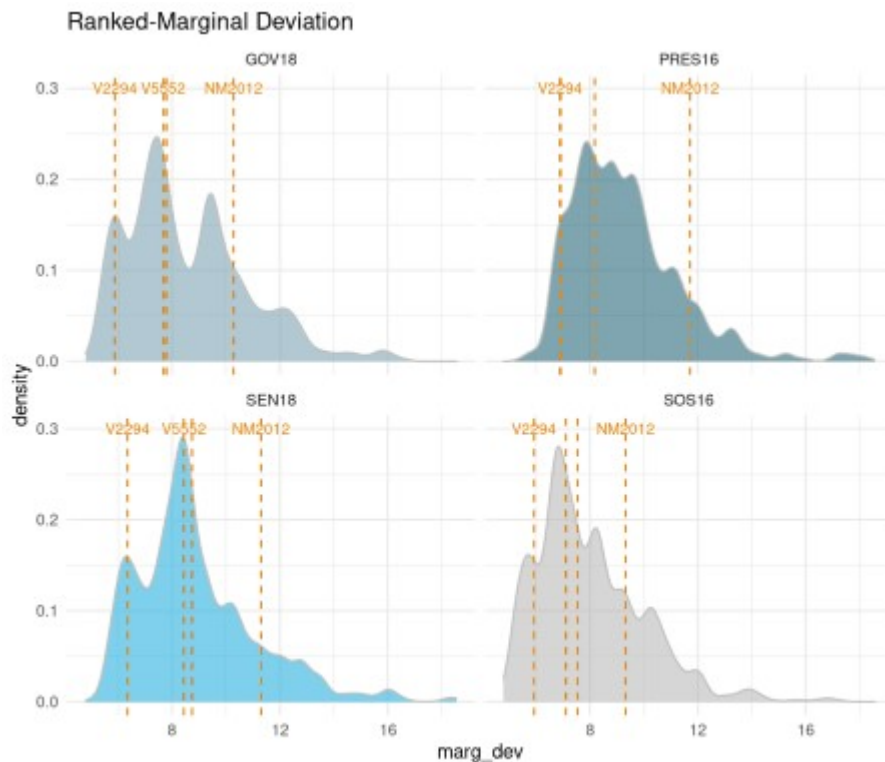 Ranked-Marginal Deviation
GOV18
PRES16
V2294 V5552 NM2012
V2294 NM2012
0.3
0.2
0.1
0.0
density
SEN18
SOS16
V2294 V5552 NM2012
V2294 NM2012
0.3
0.2
0.1
0.0
8 12 16
8 12 16
marg_dev